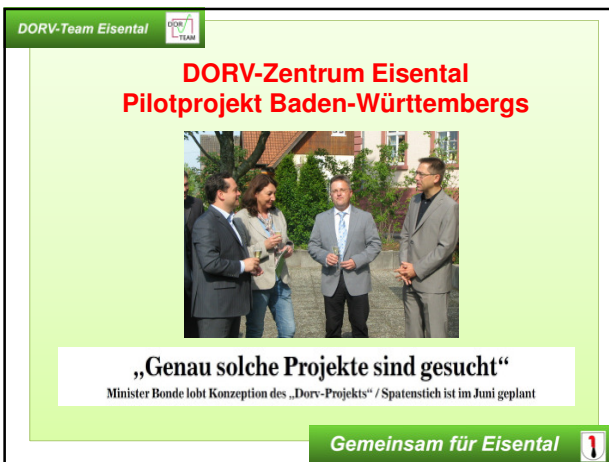 DORV-Team Eisental
DORV
TEAM
DORV-Zentrum Eisental
Pilotprojekt Baden-Württembergs
„Genau solche Projekte sind gesucht“
Minister Bonde lobt Konzeption des „Dorv-Projekts“ / Spatenstich ist im Juni geplant
Gemeinsam für Eisental